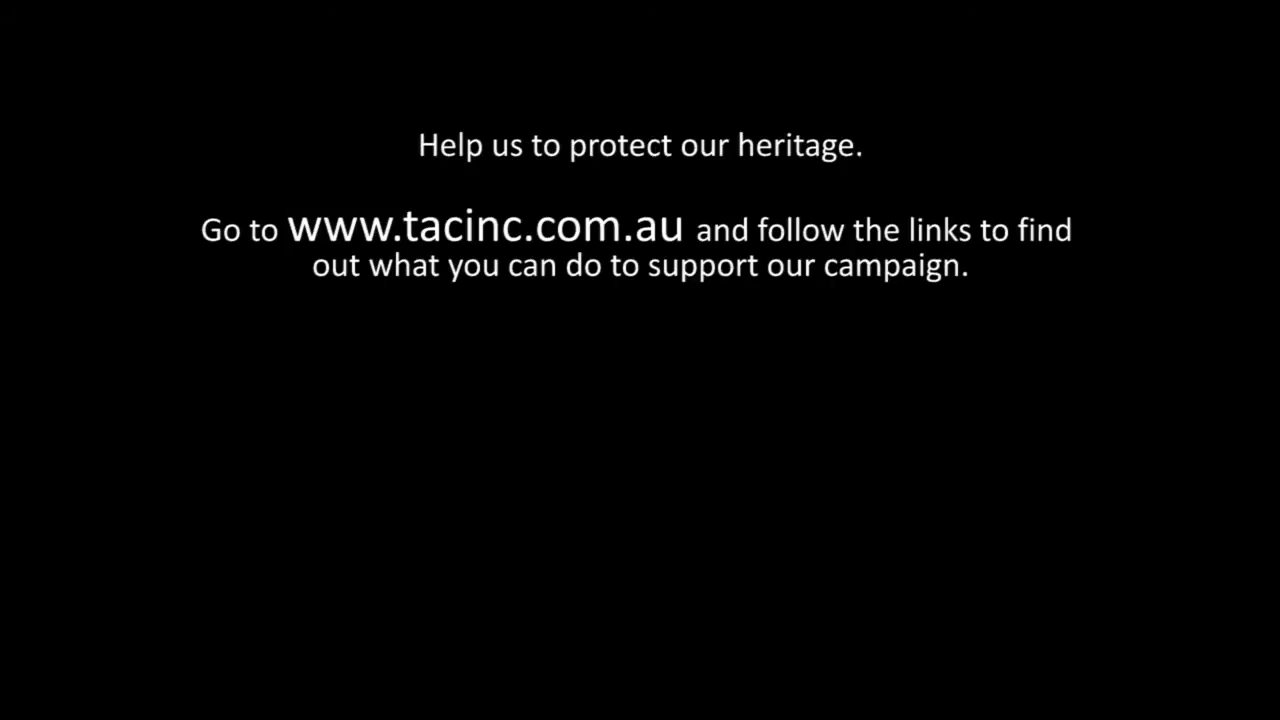 Help us to protect our heritage.
Go to www.tacinc.com.au and follow the links to find
out what you can do to support our campaign.